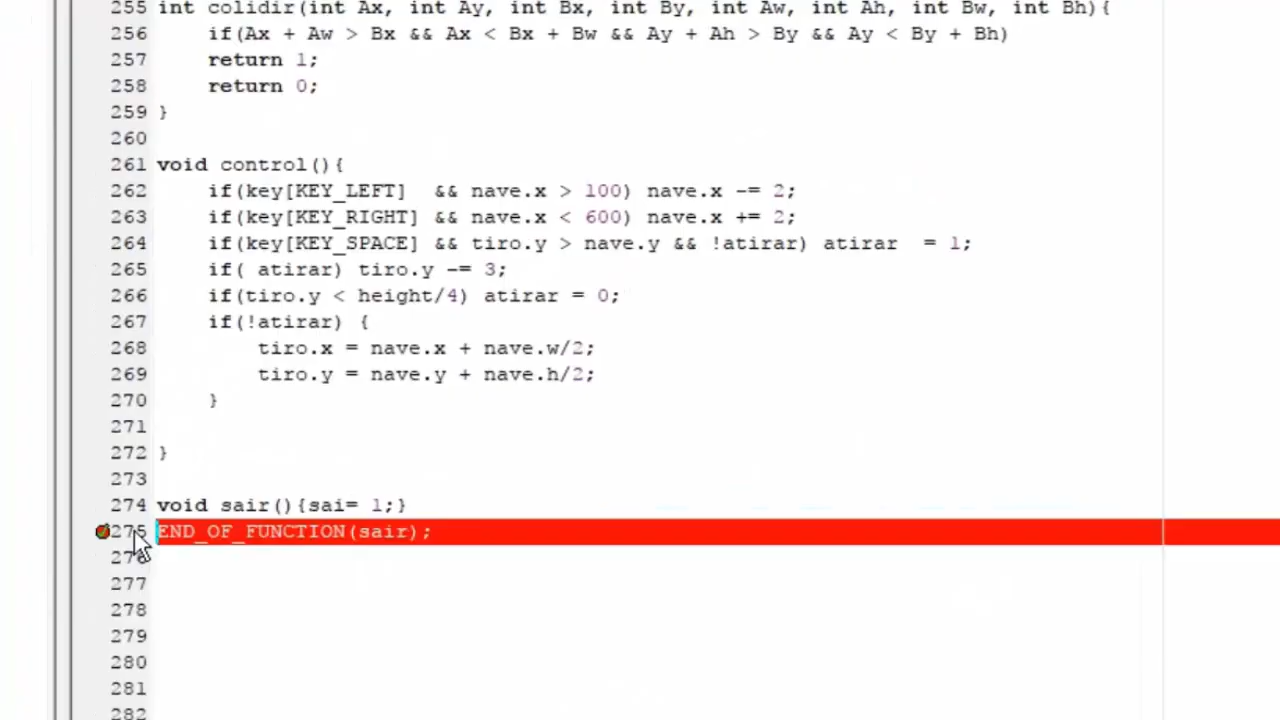 255 int colidir(int Ax, int Ay, int Bx, int By, int Aw, int Ah, int Bw, int Bh){
256     if(Ax + Aw > Bx && Ax < Bx + Bw && Ay + Ah > By && Ay < By + Bh)
257     return 1;
258     return 0;
259 }
260
261 void control(){
262     if(key[KEY_LEFT]  && nave.x > 100) nave.x -= 2;
263     if(key[KEY_RIGHT] && nave.x < 600) nave.x += 2;
264     if(key[KEY_SPACE] && tiro.y > nave.y && !atirar) atirar  = 1;
265     if( atirar) tiro.y -= 3;
266     if(tiro.y < height/4) atirar = 0;
267     if(!atirar) {
268         tiro.x = nave.x + nave.w/2;
269         tiro.y = nave.y + nave.h/2;
270     }
271
272 }
273
274 void sair(){sai= 1;}
275 END_OF_FUNCTION(sair);
276
277
278
279
280
281
282